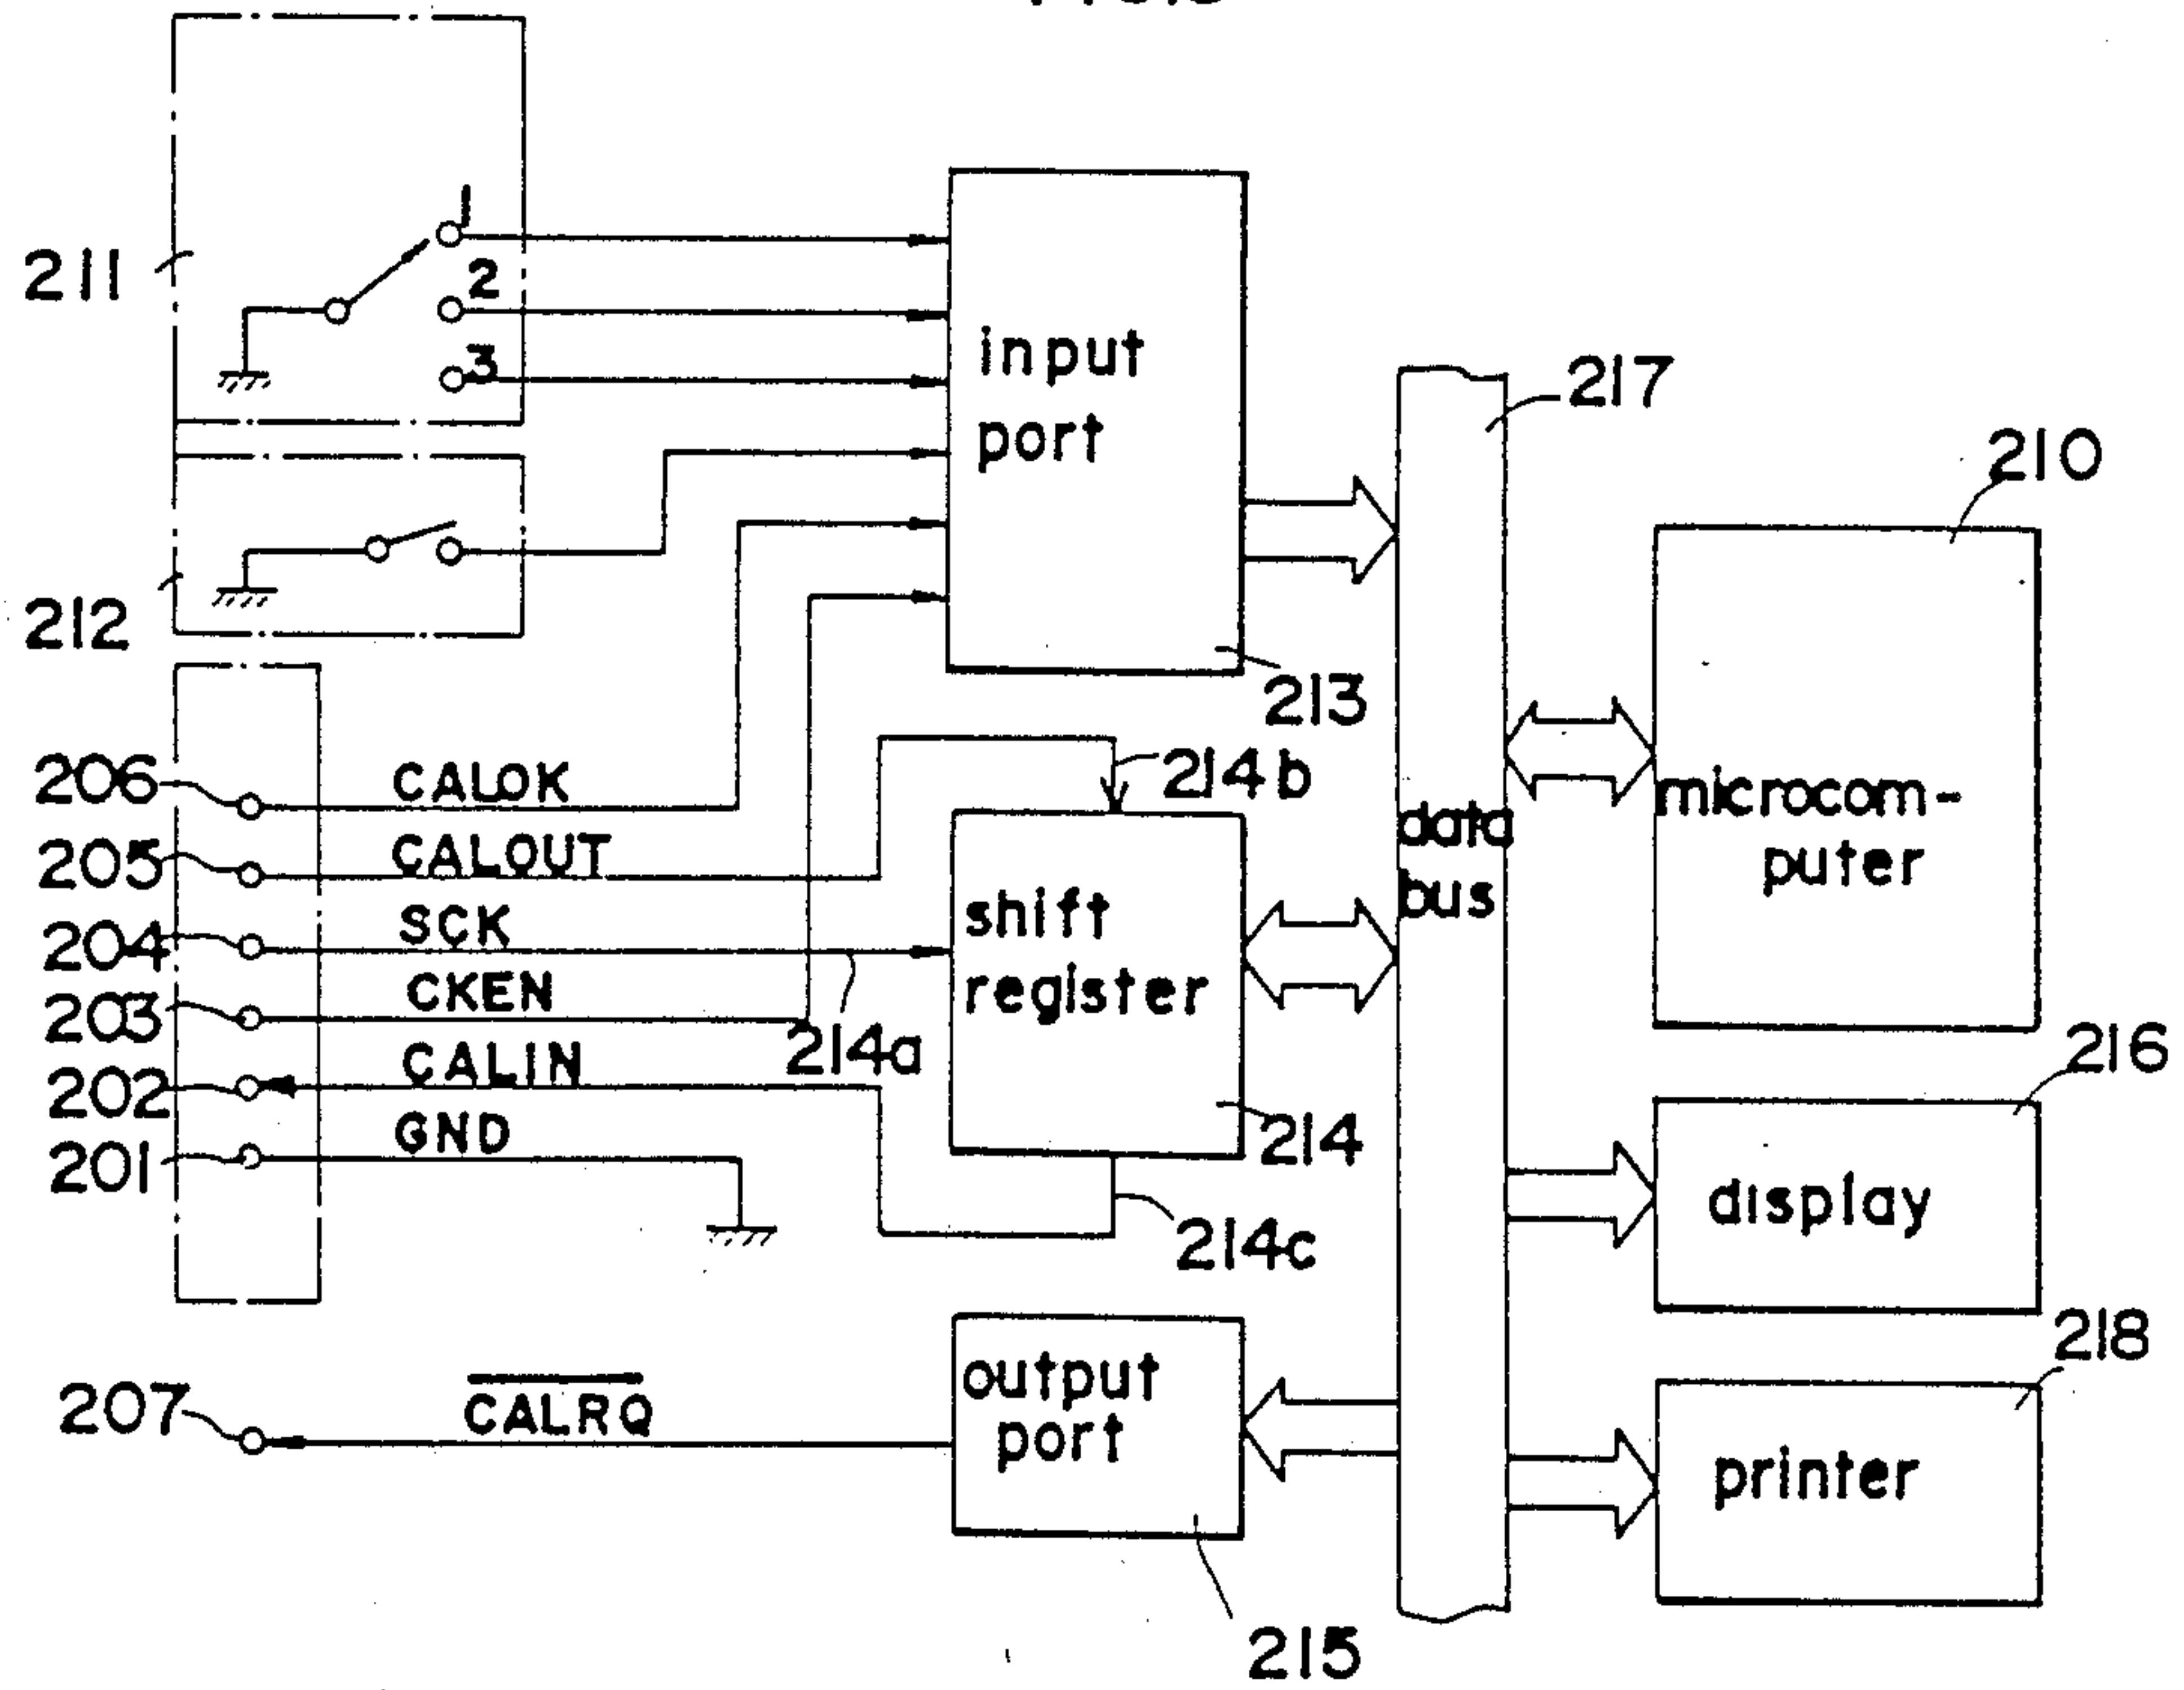 1
211
2
3
input
port
217
210
212
213
206
CALOK
214b
205
CALOUT
data
bus
microcom-
puter
204
SCK
shift
register
203
CKEN
214a
202
CALIN
216
201
GND
214
display
214c
218
207
CALRQ
output
port
printer
215